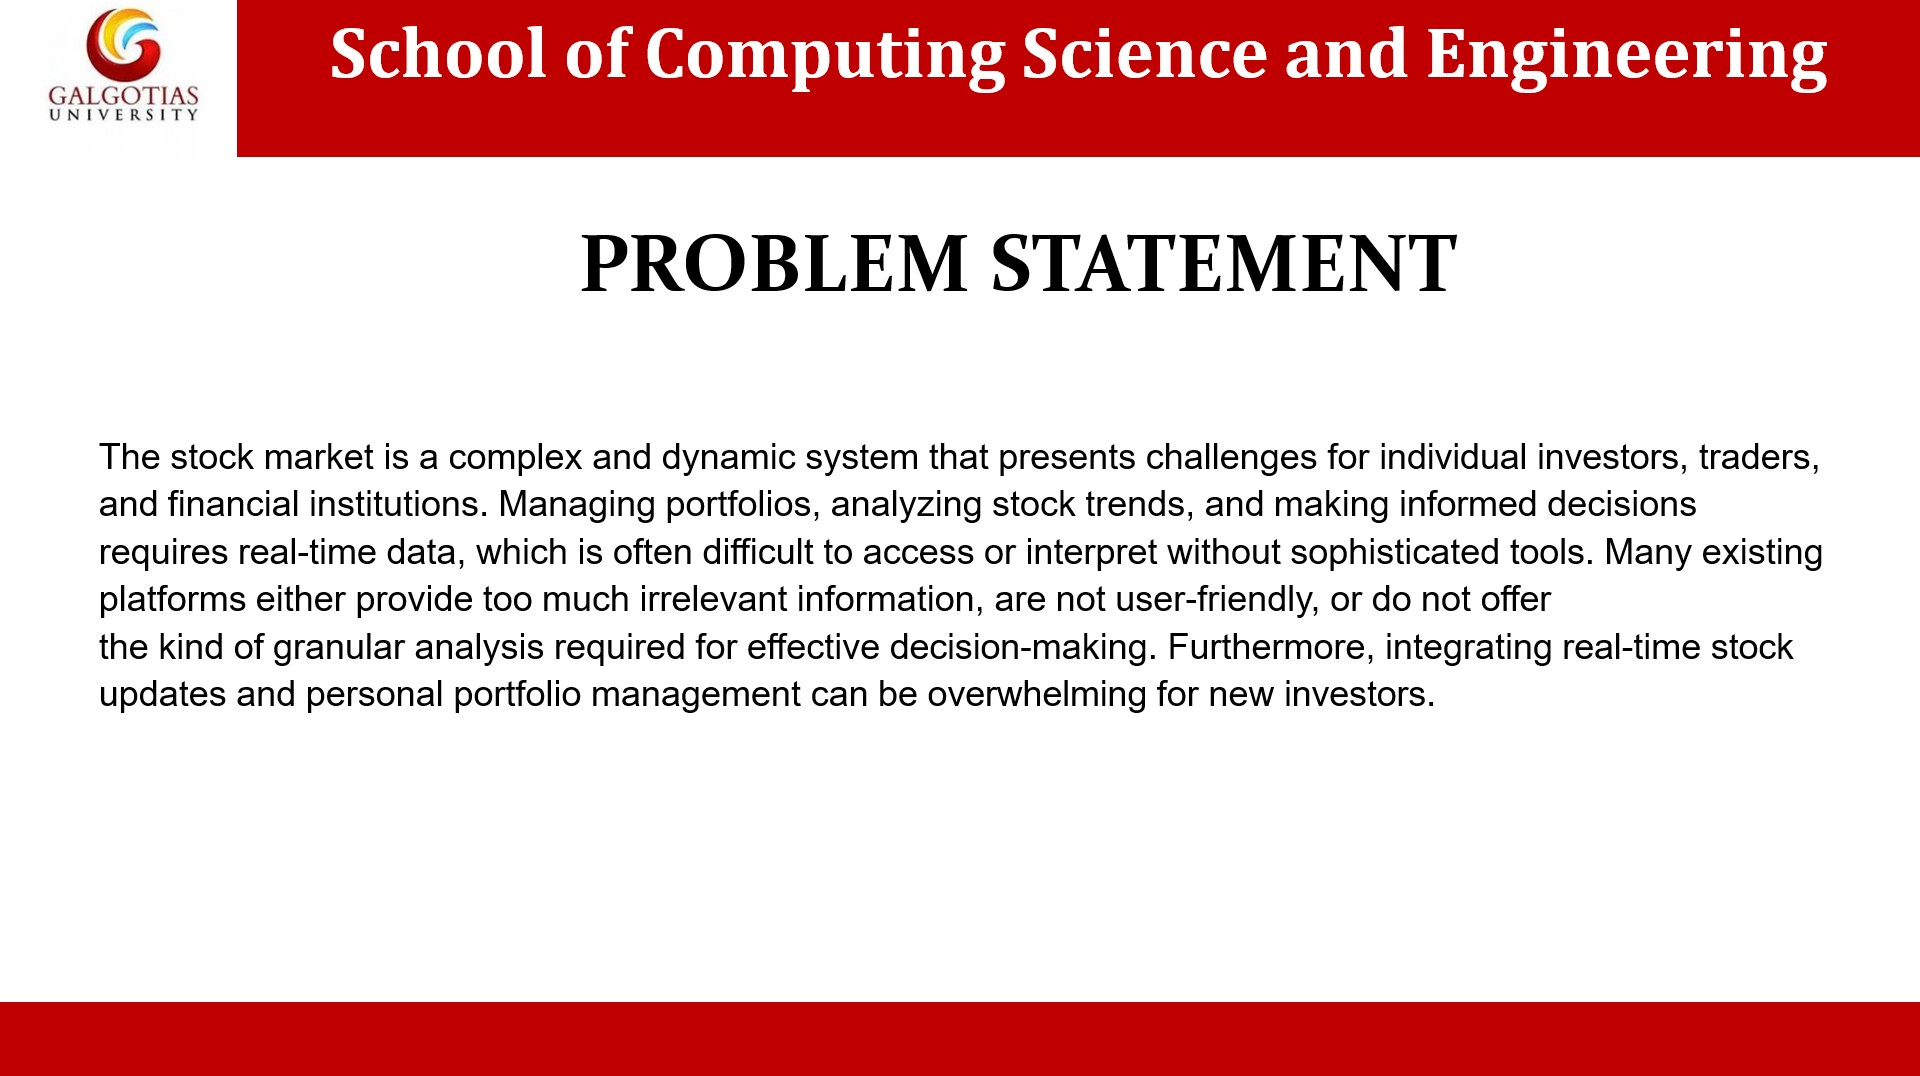 GALGOTIAS
UNIVERSITY
School of Computing Science and Engineering
PROBLEM STATEMENT
The stock market is a complex and dynamic system that presents challenges for individual investors, traders,
and financial institutions. Managing portfolios, analyzing stock trends, and making informed decisions
requires real-time data, which is often difficult to access or interpret without sophisticated tools. Many existing
platforms either provide too much irrelevant information, are not user-friendly, or do not offer
the kind of granular analysis required for effective decision-making. Furthermore, integrating real-time stock
updates and personal portfolio management can be overwhelming for new investors.